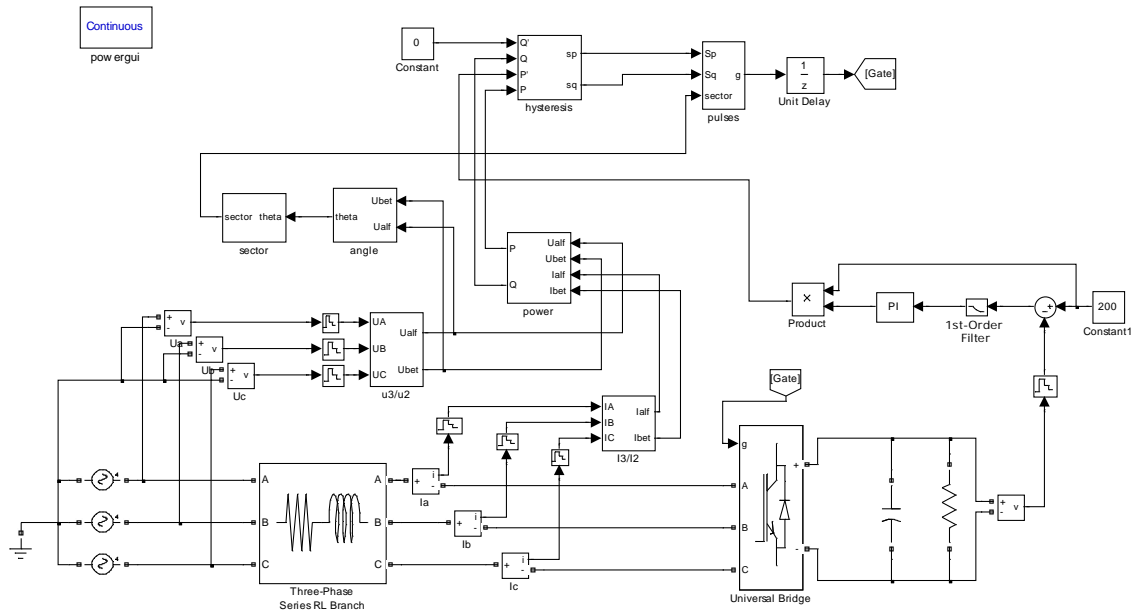 Continuous
powergui
0
Constant
Q'
Q
P'
P
sp
sq
hysteresis
Sp
Sq
sector
g
pulses
1
z
Unit Delay
[Gate]
sector theta
sector
theta
Ubet
Ualf
angle
P
Q
Ualf
Ubet
Ialf
Ibet
power
×
Product
PI
1st-Order
Filter
200
Constant1
+ v
-
Ua
+ v
-
Ub
+ v
-
Uc
UA
UB
UC
Ualf
Ubet
u3/u2
IA
IB
IC
Ialf
Ibet
I3/I2
[Gate]
A
B
C
A
B
C
Three-Phase
Series RL Branch
+ i
-
Ia
+ i
-
Ib
+ i
-
Ic
g
A
B
C
+
-
Universal Bridge
+ v
-